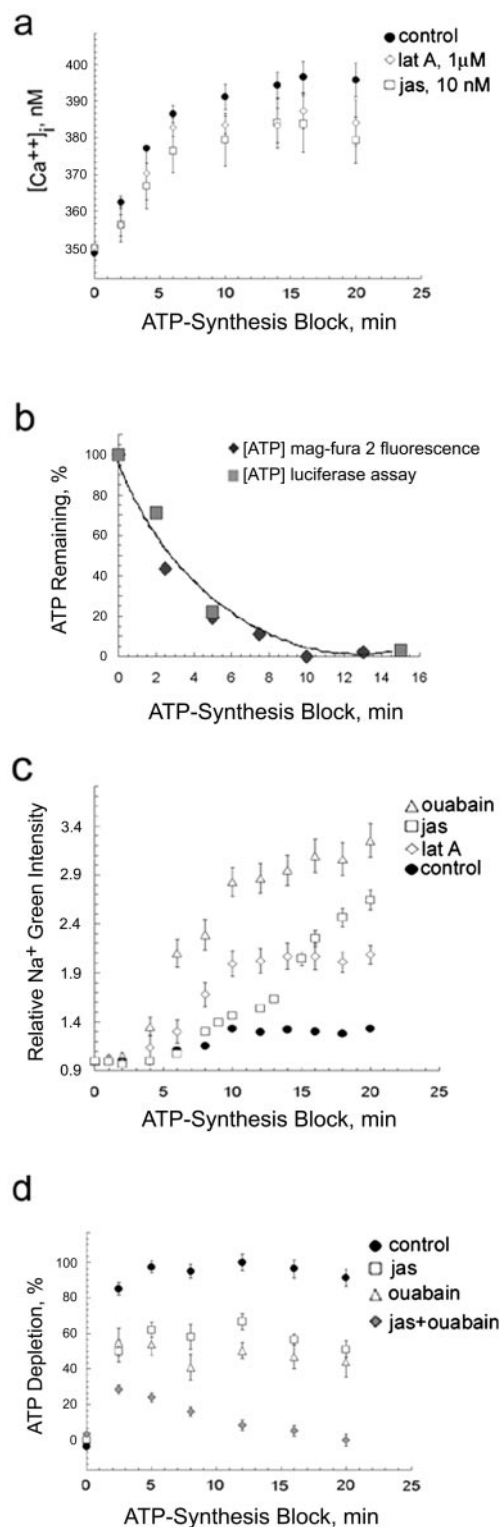 a
control
lat A, 1µM
jas, 10 nM
[Ca++]i, nM
400
390
380
370
360
350
0 5 10 15 20 25
ATP-Synthesis Block, min
b
[ATP] mag-fura 2 fluorescence
[ATP] luciferase assay
ATP Remaining, %
100
80
60
40
20
0
0 2 4 6 8 10 12 14 16
ATP-Synthesis Block, min
c
ouabain
jas
lat A
control
Relative Na+ Green Intensity
3.4
2.9
2.4
1.9
1.4
0.9
0 5 10 15 20 25
ATP-Synthesis Block, min
d
control
jas
ouabain
jas+ouabain
ATP Depletion, %
100
80
60
40
20
0
0 5 10 15 20 25
ATP-Synthesis Block, min